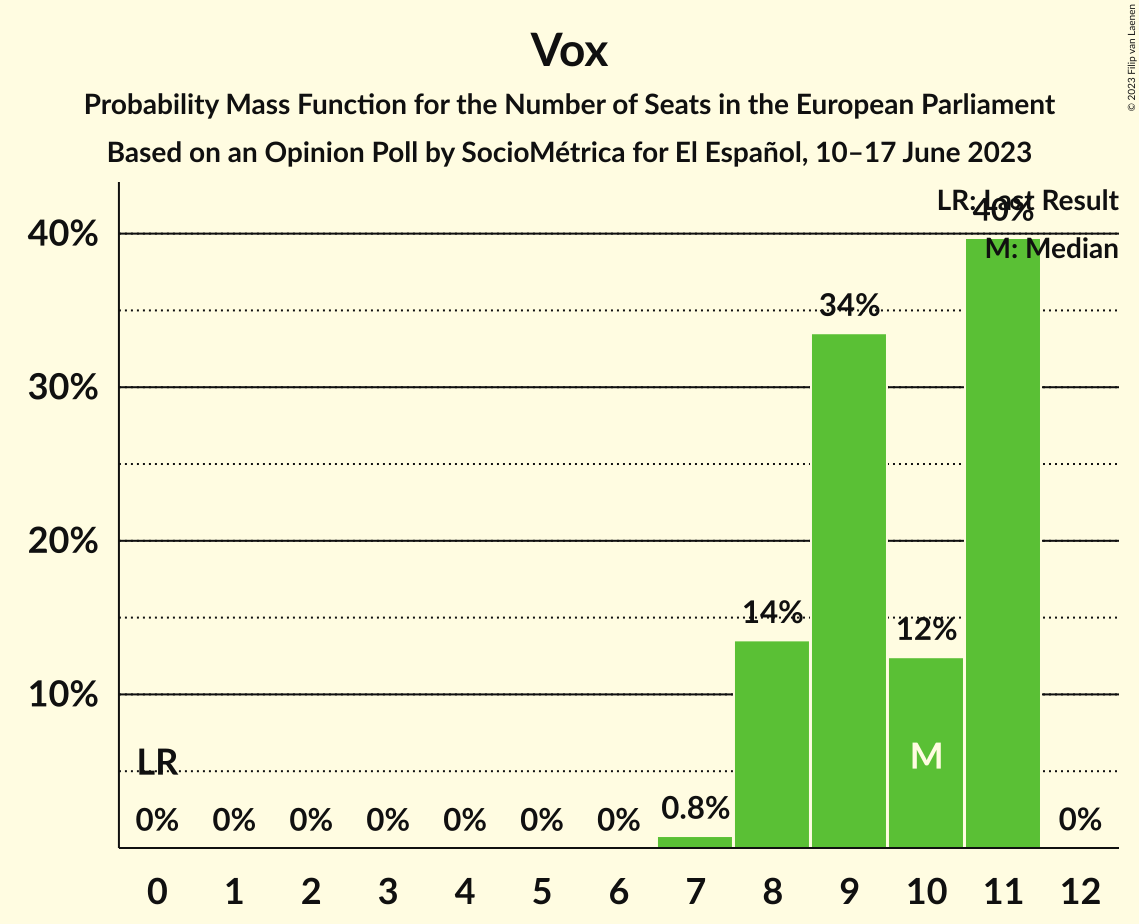 Vox
Probability Mass Function for the Number of Seats in the European Parliament
Based on an Opinion Poll by SocioMétrica for El Español, 10–17 June 2023
© 2023 Filip van Laenen
LR: Last Result
M: Median
40%
30%
20%
10%
LR
0%
0%
0%
0%
0%
0%
0%
0.8%
14%
34%
12%
M
40%
0%
0 1 2 3 4 5 6 7 8 9 10 11 12